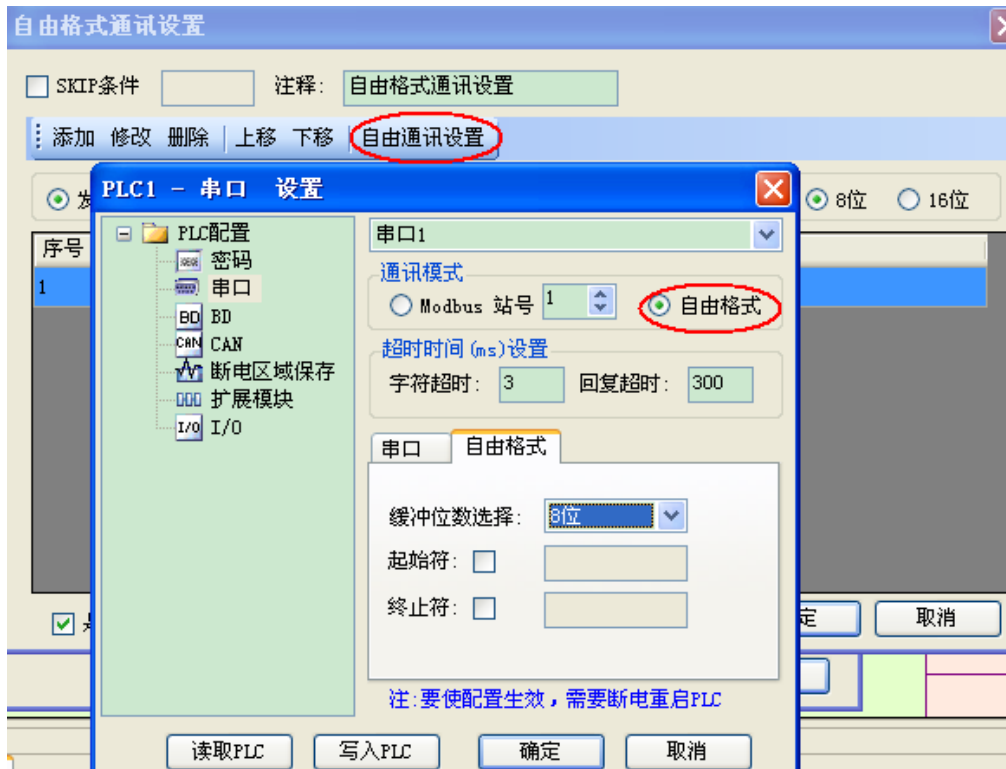 自由格式通讯设置
SKIP条件 注释: 自由格式通讯设置
添加 修改 删除 上移 下移 自由通讯设置
PLC1 - 串口 设置
8位 16位
序号
1
PLC配置
密码
串口
BD BD
CAN CAN
断电区域保存
扩展模块
I/O I/O
串口1
通讯模式
Modbus 站号 1 自由格式
超时时间(ms)设置
字符超时: 3 回复超时: 300
串口 自由格式
缓冲位数选择: 8位
起始符:
终止符:
注:要使配置生效,需要断电重启PLC
读取PLC 写入PLC 确定 取消
定 取消